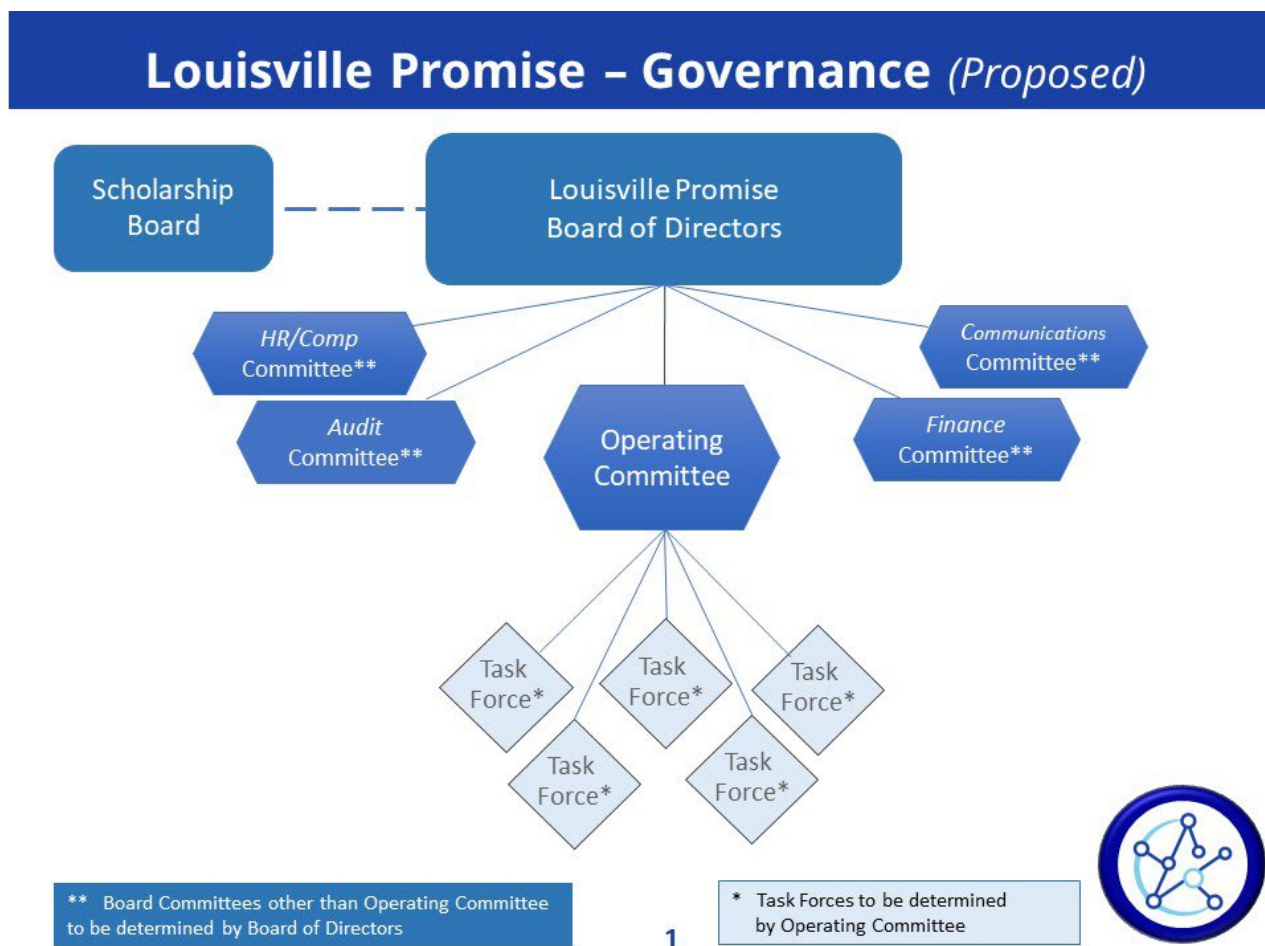 Louisville Promise – Governance (Proposed)
Scholarship
Board
Louisville Promise
Board of Directors
HR/Comp
Committee**
Communications
Committee**
Audit
Committee**
Operating
Committee
Finance
Committee**
Task
Force*
Task
Force*
Task
Force*
Task
Force*
Task
Force*
** Board Committees other than Operating Committee
to be determined by Board of Directors
1
* Task Forces to be determined
by Operating Committee